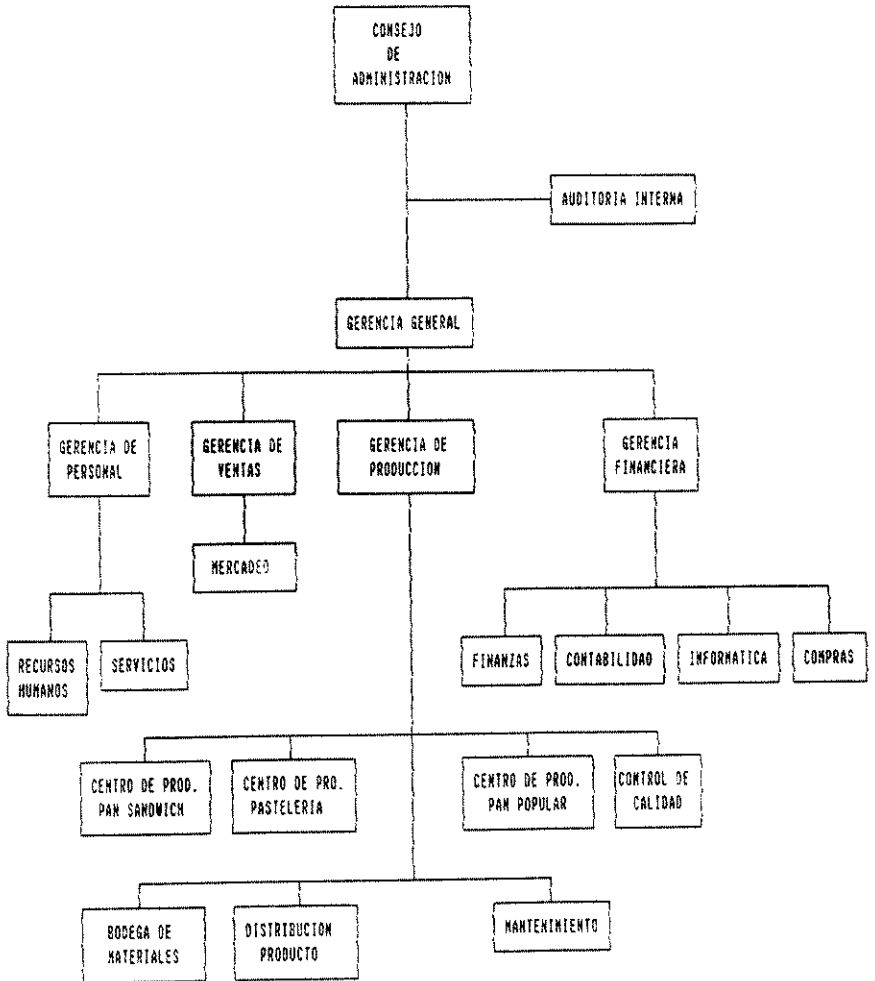 CONSEJO
DE
ADMINISTRACION
AUDITORIA INTERNA
GERENCIA GENERAL
GERENCIA DE
PERSONAL
GERENCIA DE
VENTAS
GERENCIA DE
PRODUCCION
GERENCIA
FINANCIERA
MERCADEO
RECURSOS
HUMANOS
SERVICIOS
FINANZAS
CONTABILIDAD
INFORMATICA
COMPRAS
CENTRO DE PROD.
PAN SANDWICH
CENTRO DE PRO.
PASTELERIA
CENTRO DE PROD.
PAN POPULAR
CONTROL DE
CALIDAD
BODEGA DE
MATERIALES
DISTRIBUCION
PRODUCTO
MANTENIMIENTO